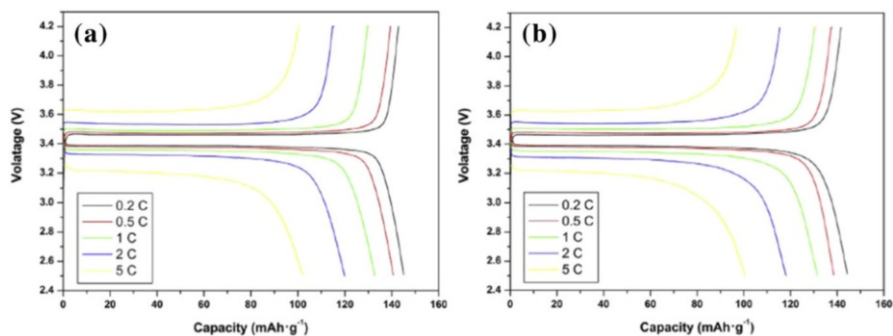 (a)
Volatage (V)
4.2
4.0
3.8
3.6
3.4
3.2
3.0
2.8
2.6
2.4
0.2 C
0.5 C
1 C
2 C
5 C
0 20 40 60 80 100 120 140 160
Capacity (mAh·g⁻¹)
(b)
Volatage (V)
4.2
4.0
3.8
3.6
3.4
3.2
3.0
2.8
2.6
2.4
0.2 C
0.5 C
1 C
2 C
5 C
0 20 40 60 80 100 120 140 160
Capacity (mAh·g⁻¹)